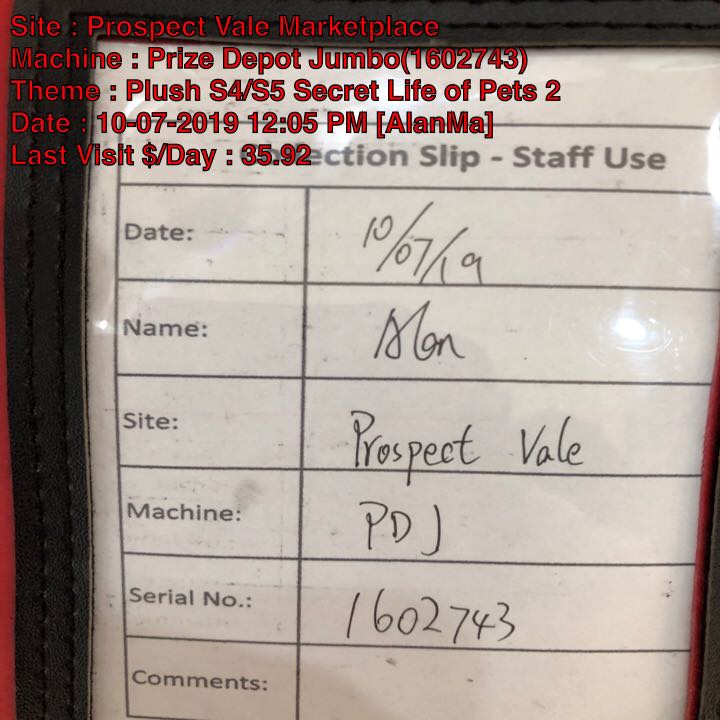 Site : Prospect Vale Marketplace
Machine : Prize Depot Jumbo(1602743)
Theme : Plush S4/S5 Secret Life of Pets 2
Date : 10-07-2019 12:05 PM [AlanMa]
Last Visit $/Day : 35.92
Slip - Staff Use
Date: 10/07/19
Name: Alan
Site: Prospect Vale
Machine: PDJ
Serial No.: 1602743
Comments: